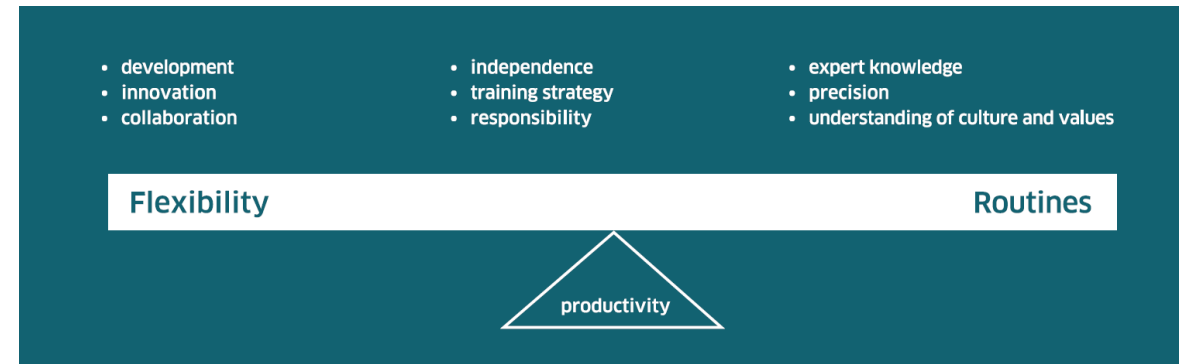 • development
• innovation
• collaboration
• independence
• training strategy
• responsibility
• expert knowledge
• precision
• understanding of culture and values
Flexibility
Routines
productivity